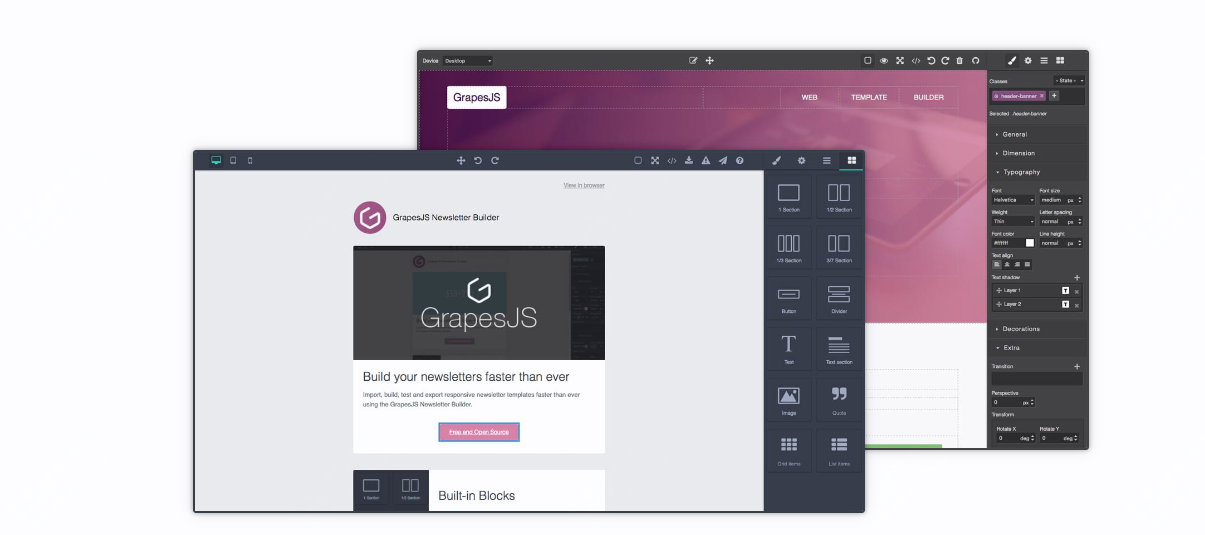 Device Desktop
Classes - State -
GrapesJS WEB TEMPLATE BUILDER
header-banner
Selected header-banner
General
Dimension
Typography
Font Font size
Helvetica medium px
Weight Letter spacing
Thin normal px
Font color Line height
#ffffff normal px
Text align
Text shadow
Layer 1 T
Layer 2 T
Decorations
Extra
Transition
Perspective
0 px
Transform
Rotate X Rotate Y
0 deg 0 deg
View in browser
GrapesJS Newsletter Builder
GrapesJS
Build your newsletters faster than ever
Import, build, test and export responsive newsletter templates faster than ever
using the GrapesJS Newsletter Builder.
Free and Open Source
1 Section 1/2 Section
Built-in Blocks
1 Section 1/2 Section
1/3 Section 3/7 Section
Button Divider
Text Text section
Image Quote
Grid Items List Items